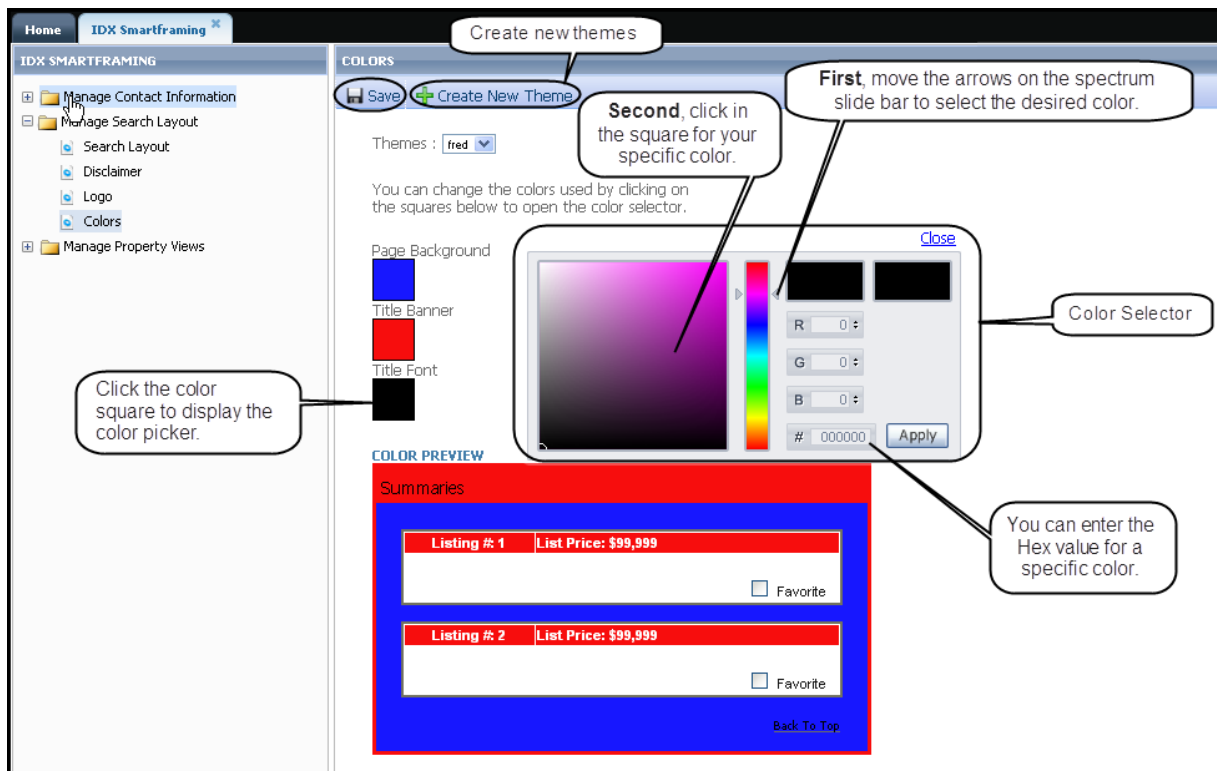 Home
IDX Smartframing
Create new themes
IDX SMARTFRAMING
COLORS
Manage Contact Information
Manage Search Layout
Search Layout
Disclaimer
Logo
Colors
Manage Property Views
Save
Create New Theme
First, move the arrows on the spectrum
slide bar to select the desired color.
Second, click in
the square for your
specific color.
Themes : fred
You can change the colors used by clicking on
the squares below to open the color selector.
Close
Page Background
Title Banner
Title Font
R 0
G 0
B 0
# 000000
Apply
Color Selector
Click the color
square to display the
color picker.
You can enter the
Hex value for a
specific color.
COLOR PREVIEW
Summaries
Listing #: 1 List Price: $99,999
Favorite
Listing #: 2 List Price: $99,999
Favorite
Back To Top